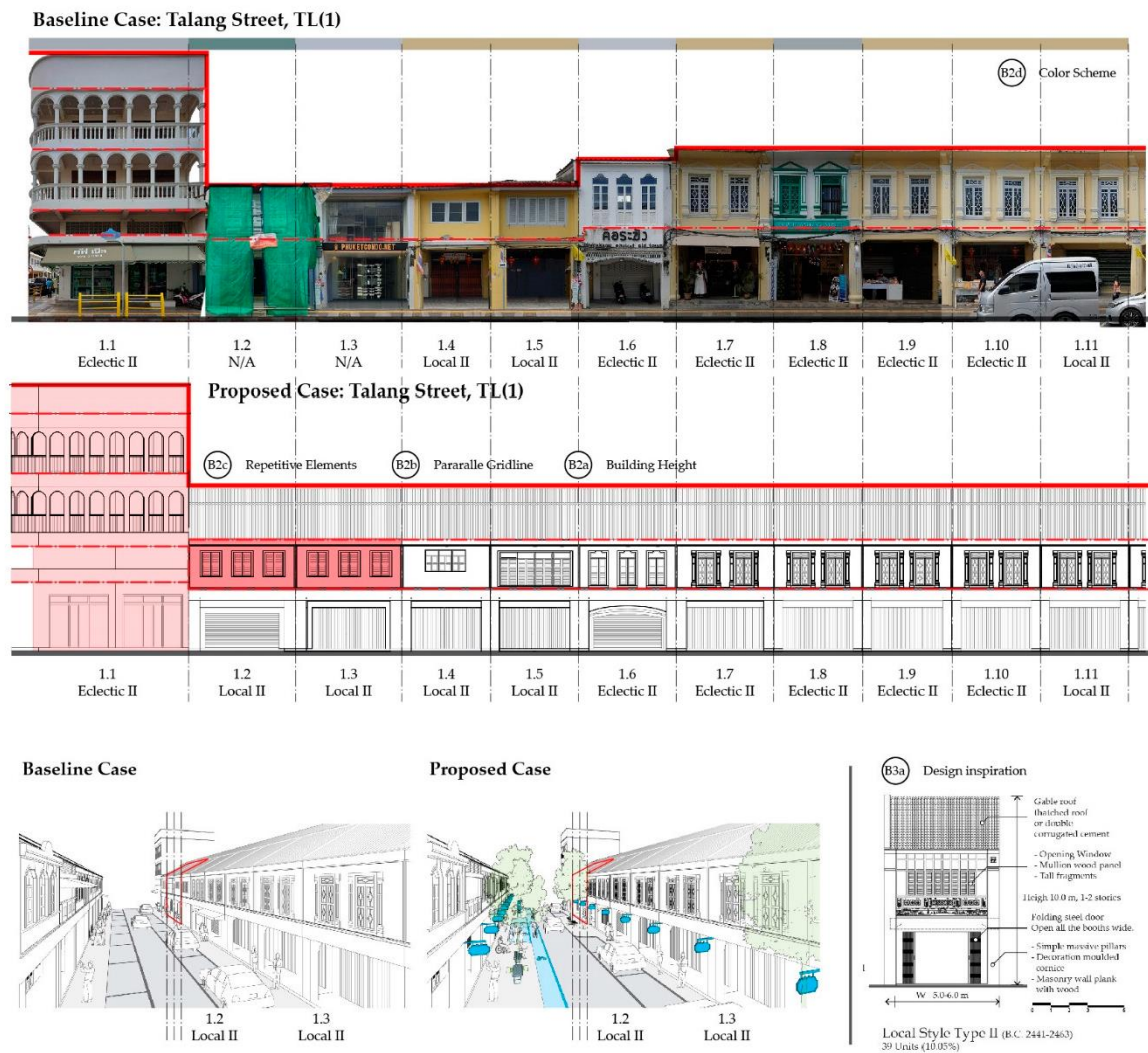 Baseline Case: Talang Street, TL(1)
B2d Color Scheme
PHUKETCOMIC.NET
1.1 1.2 1.3 1.4 1.5 1.6 1.7 1.8 1.9 1.10 1.11
Eclectic II N/A N/A Local II Local II Eclectic II Eclectic II Eclectic II Eclectic II Eclectic II Local II
Proposed Case: Talang Street, TL(1)
B2c Repetitive Elements B2b Pararalle Gridline B2a Building Height
1.1 1.2 1.3 1.4 1.5 1.6 1.7 1.8 1.9 1.10 1.11
Eclectic II Local II Local II Local II Local II Eclectic II Eclectic II Eclectic II Eclectic II Eclectic II Local II
Baseline Case
1.2 1.3
Local II Local II
Proposed Case
1.2 1.3
Local II Local II
B3a Design inspiration
Gable roof
thatched roof
or double
corrugated cement
- Opening Window
- Mullion wood panel
- Tall fragments
Heigh 10.0 m, 1-2 stories
Folding steel door
Open all the booths wide.
- Simple massive pillars
- Decoration moulded
cornice
- Masonry wall plank
with wood
W 5.0-6.0 m
Local Style Type II (B.C. 2441-2463)
39 Units (10.05%)